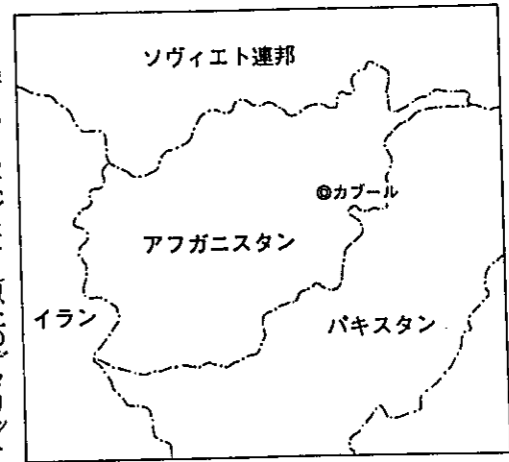 ソヴィエト連邦
◎カブール
アフガニスタン
イラン
パキスタン